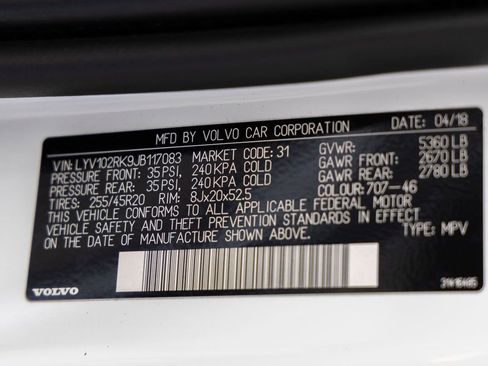 MFD BY VOLVO CAR CORPORATION DATE: 04/18
VIN: LYV102RK9JB117083 MARKET CODE: 31 GVWR: 5360 LB
PRESSURE FRONT: 35 PSI, 240 KPA COLD GAWR FRONT: 2670 LB
PRESSURE REAR: 35 PSI, 240 KPA COLD GAWR REAR: 2780 LB
TIRES: 255/45R20 RIM: 8Jx20x52.5 COLOUR: 707-46
THIS VEHICLE CONFORMS TO ALL APPLICABLE FEDERAL MOTOR
VEHICLE SAFETY AND THEFT PREVENTION STANDARDS IN EFFECT
ON THE DATE OF MANUFACTURE SHOWN ABOVE. TYPE: MPV
VOLVO